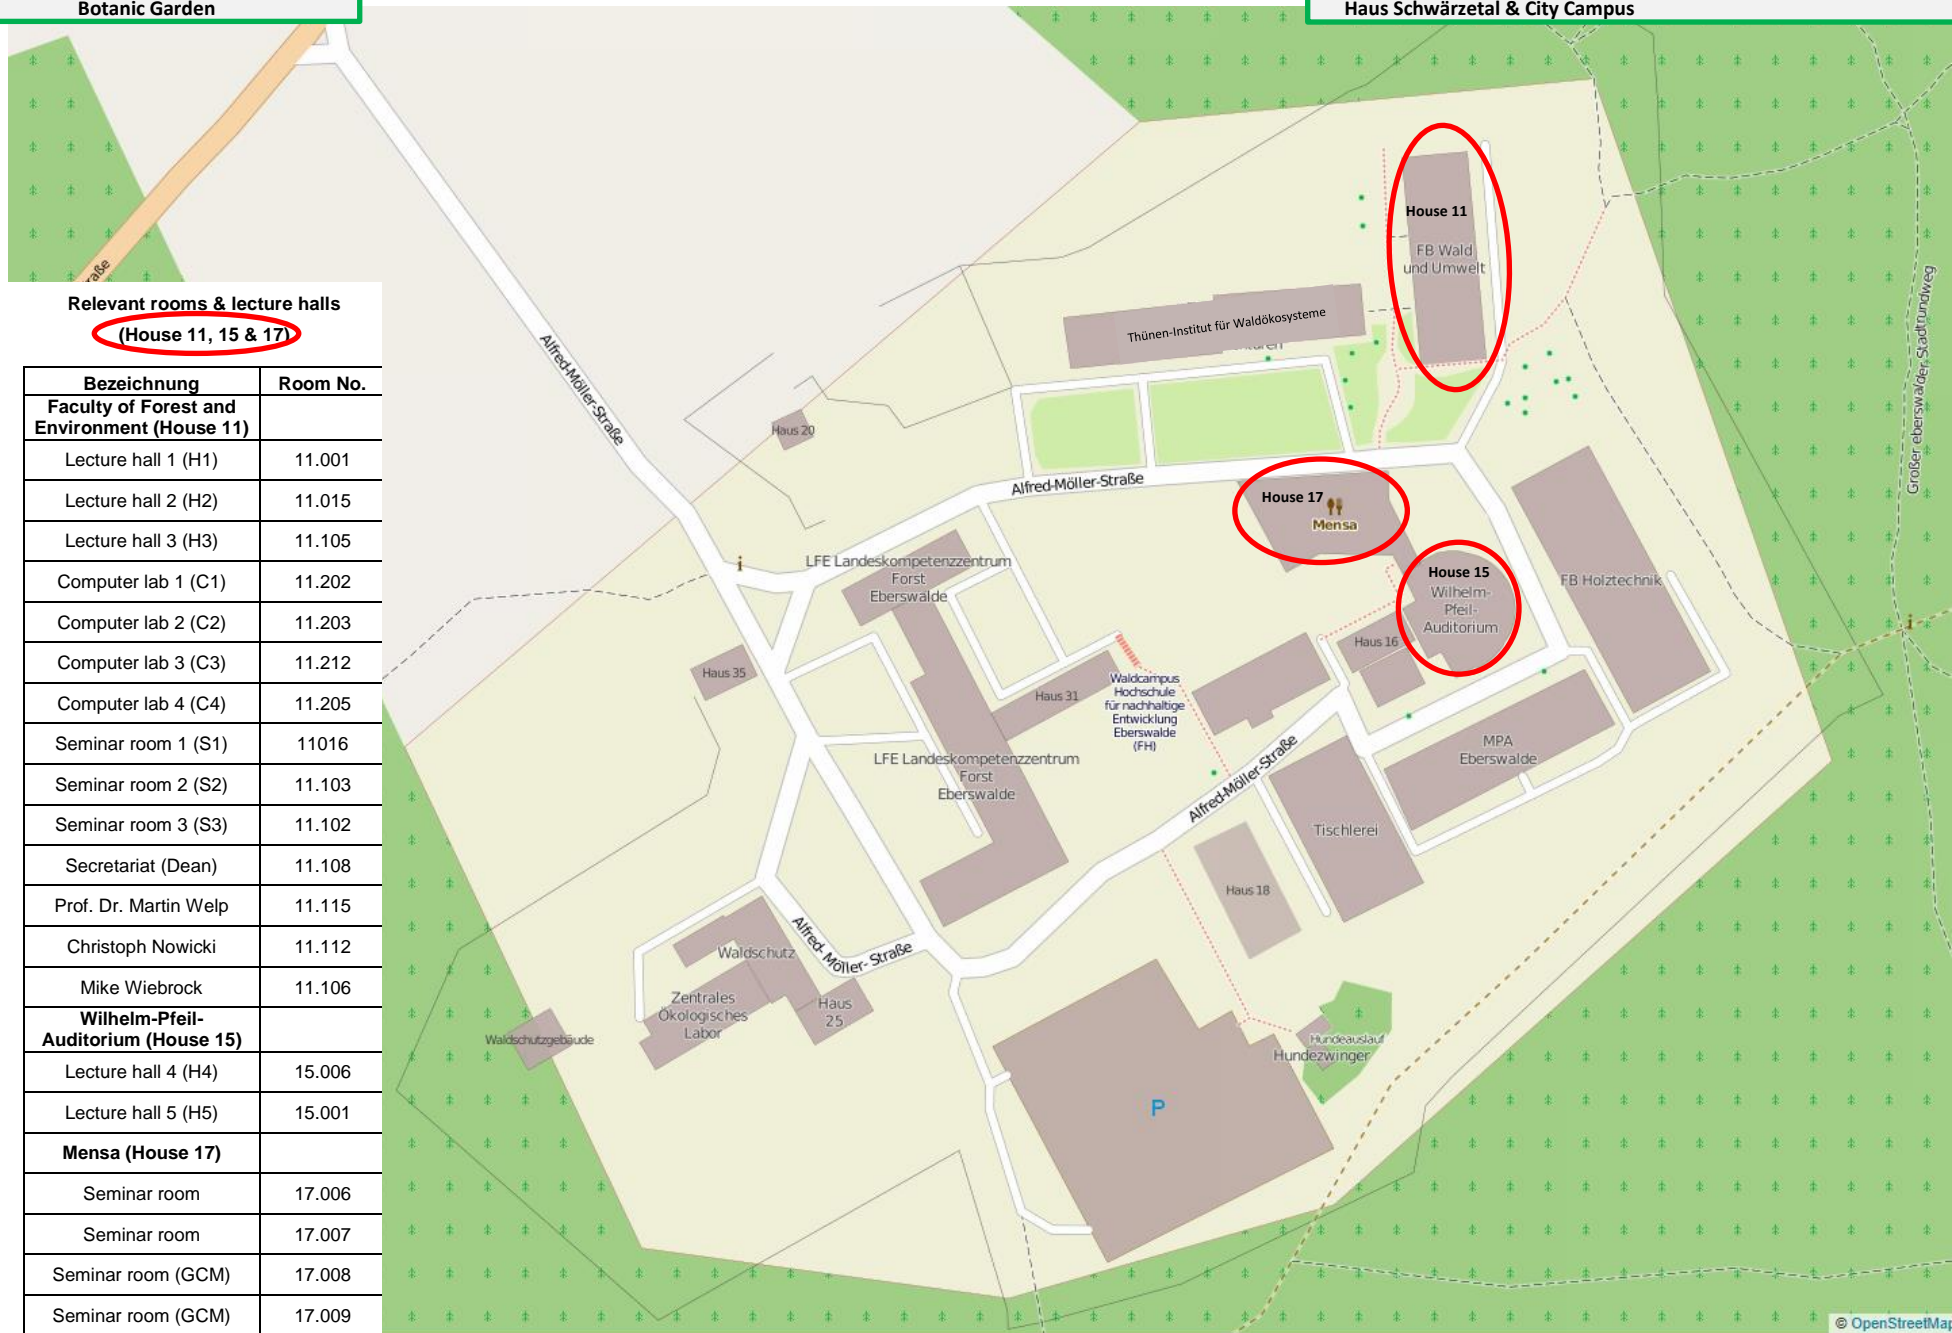 Botanic Garden
Haus Schwärzetal & City Campus
Relevant rooms & lecture halls
(House 11, 15 & 17)
Bezeichnung Room No.
Faculty of Forest and
Environment (House 11)
Lecture hall 1 (H1) 11.001
Lecture hall 2 (H2) 11.015
Lecture hall 3 (H3) 11.105
Computer lab 1 (C1) 11.202
Computer lab 2 (C2) 11.203
Computer lab 3 (C3) 11.212
Computer lab 4 (C4) 11.205
Seminar room 1 (S1) 11016
Seminar room 2 (S2) 11.103
Seminar room 3 (S3) 11.102
Secretariat (Dean) 11.108
Prof. Dr. Martin Welp 11.115
Christoph Nowicki 11.112
Mike Wiebrock 11.106
Wilhelm-Pfeil-
Auditorium (House 15)
Lecture hall 4 (H4) 15.006
Lecture hall 5 (H5) 15.001
Mensa (House 17)
Seminar room 17.006
Seminar room 17.007
Seminar room (GCM) 17.008
Seminar room (GCM) 17.009
raße
Alfred-Möller-Straße
House 11
FB Wald
und Umwelt
Thünen-Institut für Waldökosysteme
Großer eberswalder Stadtrundweg
Haus 20
Alfred-Möller-Straße
House 17
Mensa
i
LFE Landeskompetenzzentrum
Forst
Eberswalde
House 15
Wilhelm-
Pfeil-
Auditorium
FB Holztechnik
i
Haus 16
Haus 35
Haus 31
Waldcampus
Hochschule
für nachhaltige
Entwicklung
Eberswalde
(FH)
LFE Landeskompetenzzentrum
Forst
Eberswalde
MPA
Eberswalde
Alfred-Möller-Straße
Tischlerei
Haus 18
Waldschutz
Alfred- Möller- Straße
Zentrales
Ökologisches
Labor
Haus
25
Waldschutzgebäude
Hundeauslauf
Hundezwinger
P
© OpenStreetMap